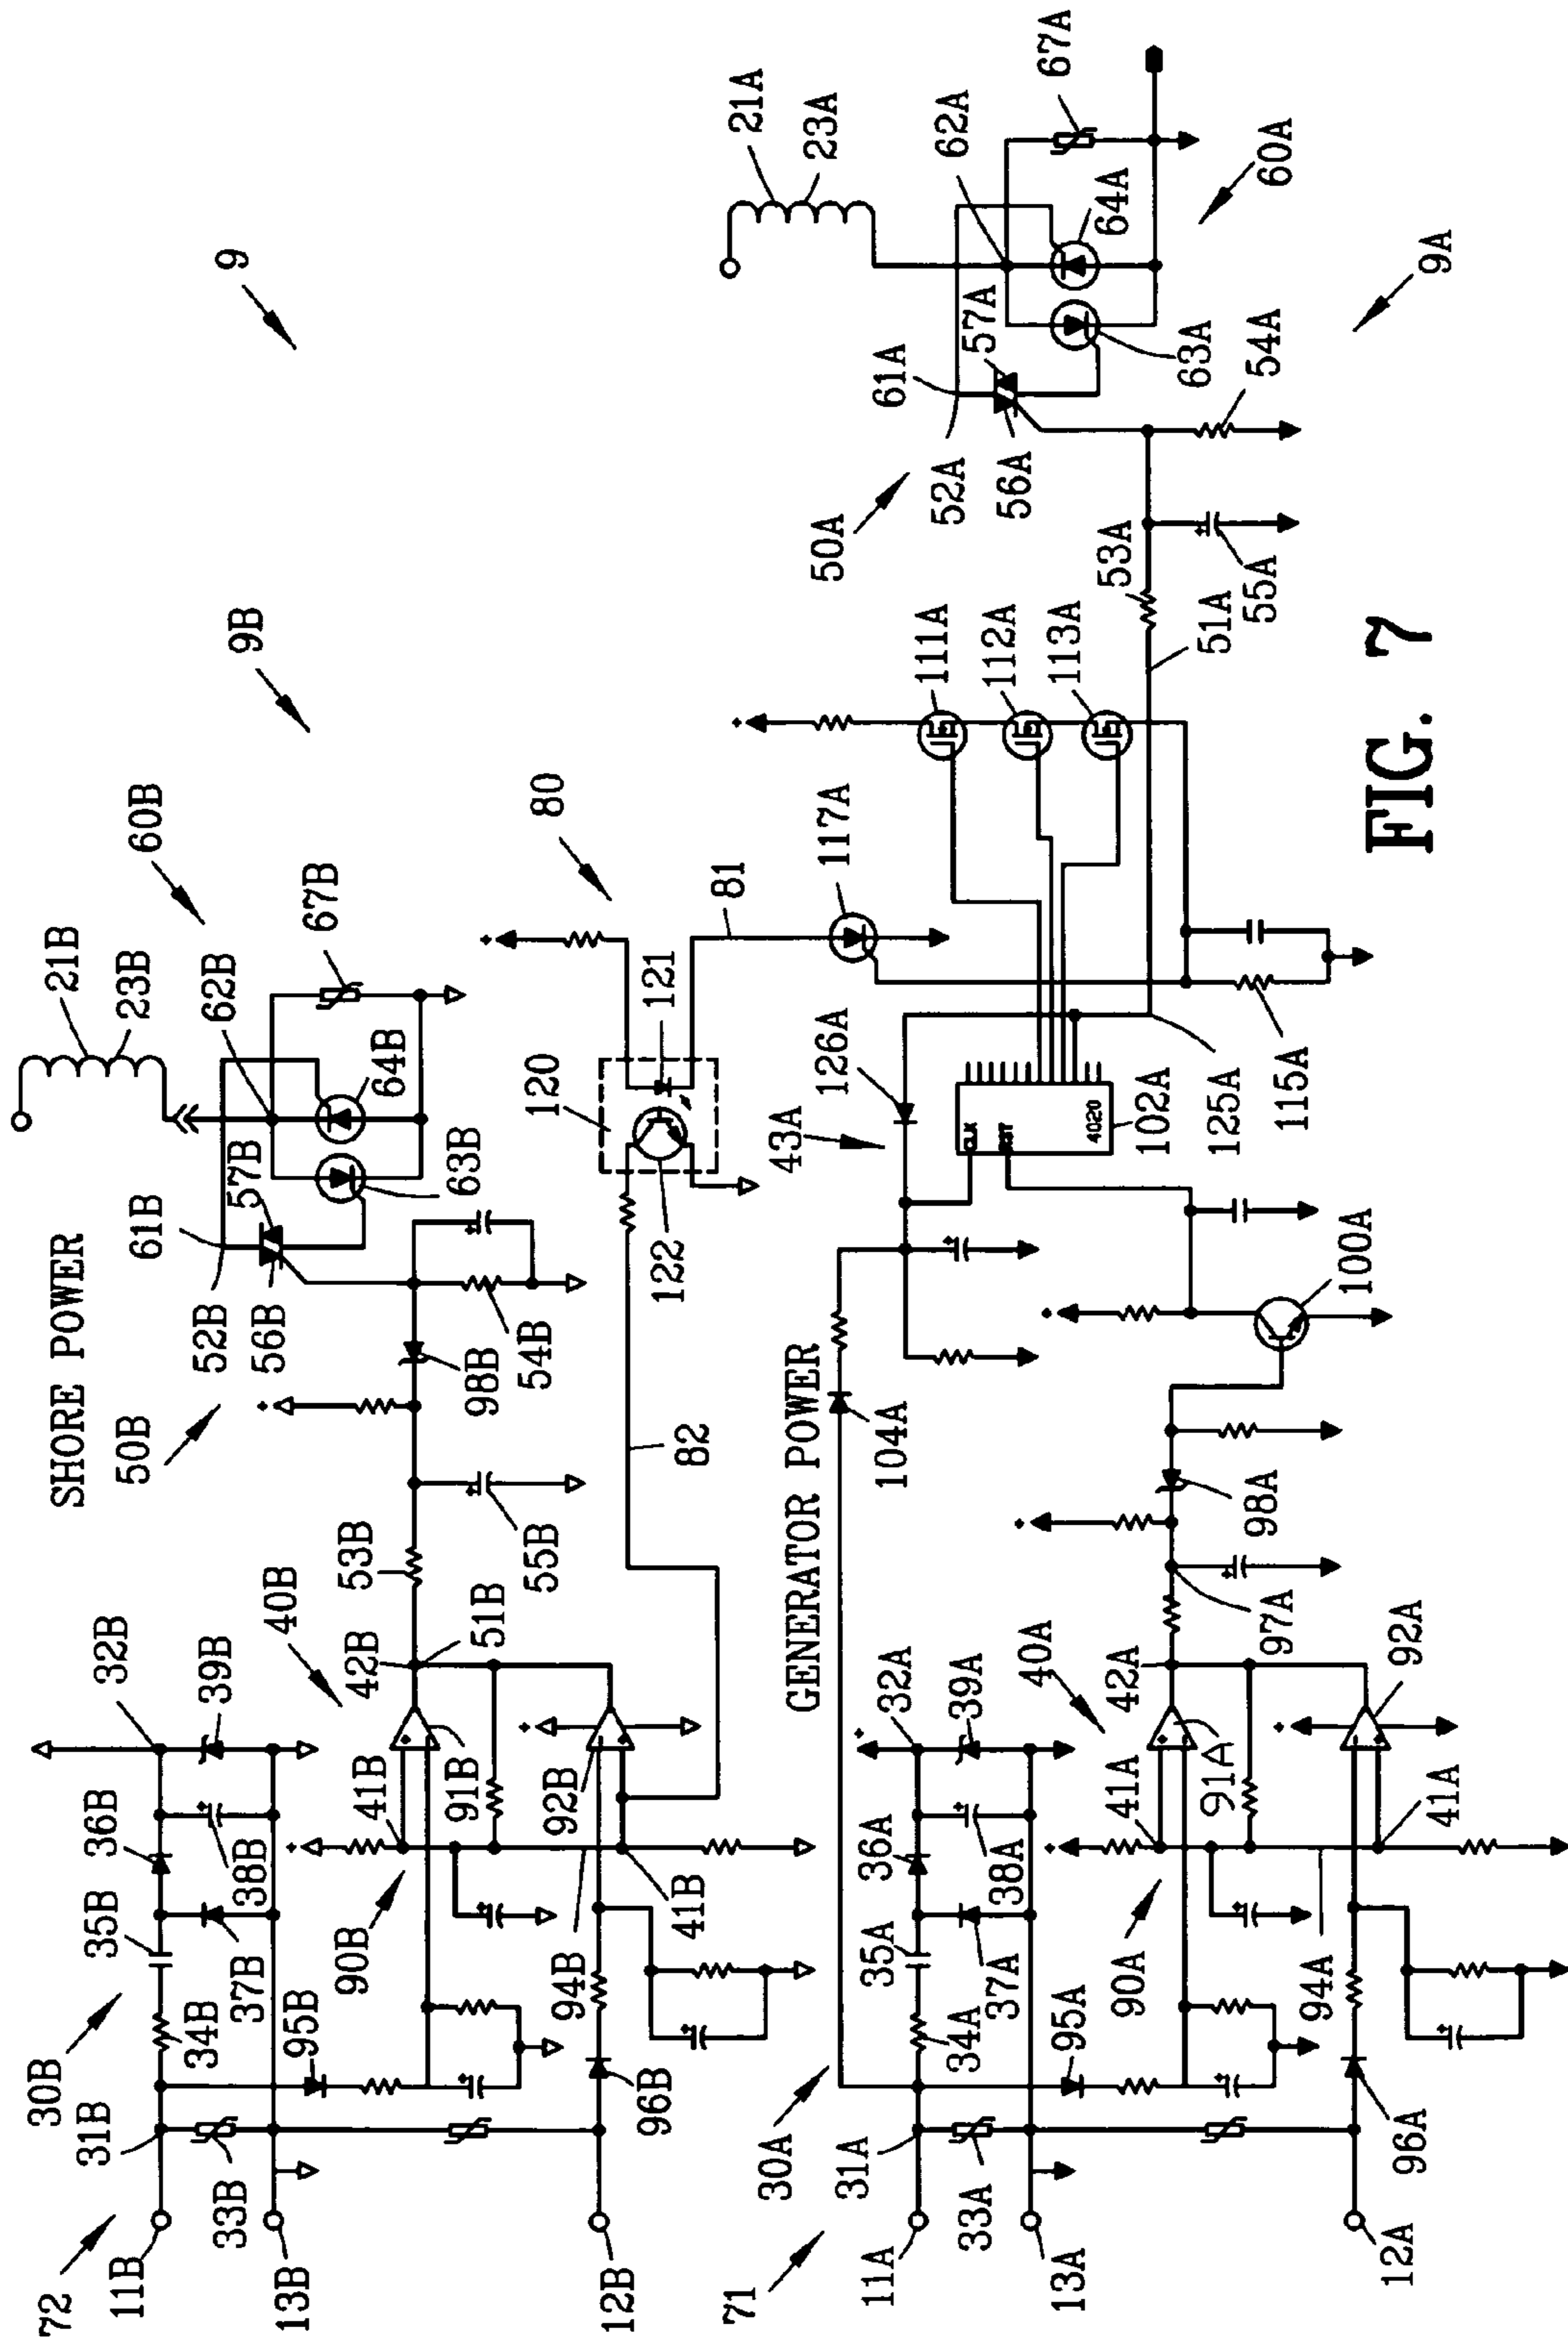 9
9B
9A
SHORE POWER
72
11B
13B
12B
31B
33B
30B
34B
35B
36B
37B
38B
32B
39B
95B
96B
90B
94B
41B
41B
91B
92B
40B
42B
51B
53B
55B
50B
98B
54B
52B
56B
57B
61B
63B
64B
62B
67B
60B
21B
23B
82
122
120
121
80
81
117A
GENERATOR POWER
71
11A
13A
12A
31A
33A
30A
34A
35A
36A
37A
38A
32A
39A
95A
96A
90A
94A
41A
41A
91A
92A
40A
42A
97A
98A
100A
104A
43A
126A
CLK
RST
4020
102A
125A
115A
111A
112A
113A
51A
53A
55A
54A
50A
52A
56A
57A
61A
63A
64A
62A
67A
60A
21A
23A
FIG. 7